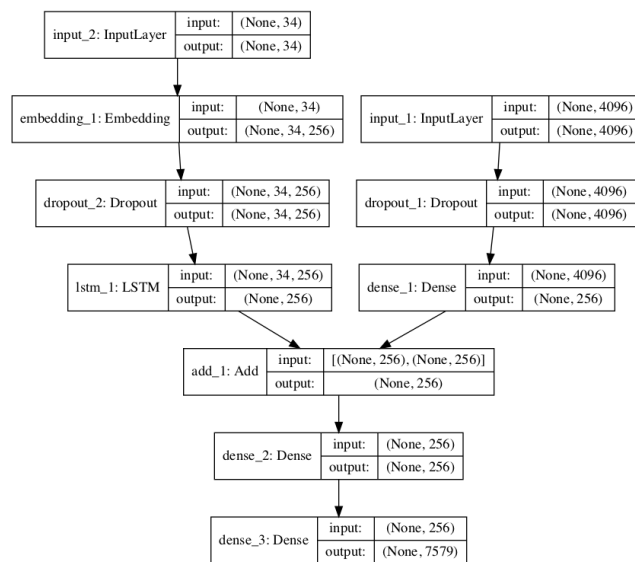 input_2: InputLayer input: (None, 34)
output: (None, 34)
embedding_1: Embedding input: (None, 34)
output: (None, 34, 256)
input_1: InputLayer input: (None, 4096)
output: (None, 4096)
dropout_2: Dropout input: (None, 34, 256)
output: (None, 34, 256)
dropout_1: Dropout input: (None, 4096)
output: (None, 4096)
lstm_1: LSTM input: (None, 34, 256)
output: (None, 256)
dense_1: Dense input: (None, 4096)
output: (None, 256)
add_1: Add input: [(None, 256), (None, 256)]
output: (None, 256)
dense_2: Dense input: (None, 256)
output: (None, 256)
dense_3: Dense input: (None, 256)
output: (None, 7579)